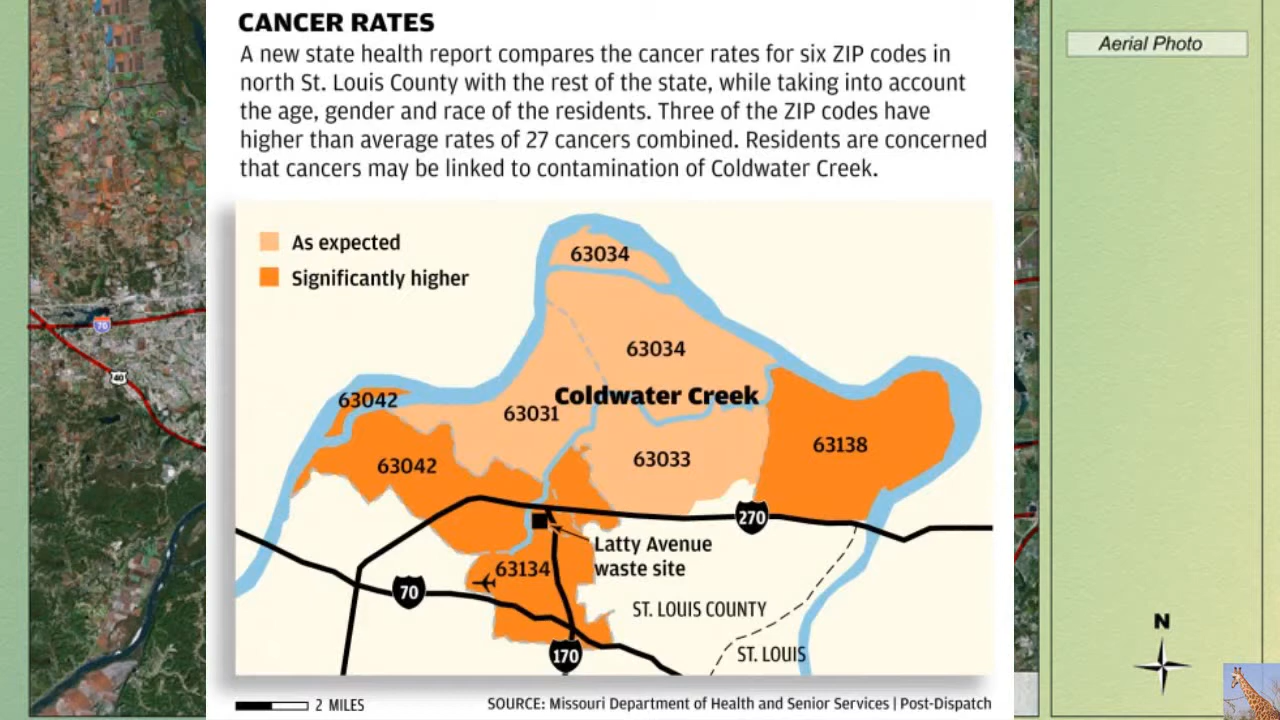 CANCER RATES
A new state health report compares the cancer rates for six ZIP codes in
north St. Louis County with the rest of the state, while taking into account
the age, gender and race of the residents. Three of the ZIP codes have
higher than average rates of 27 cancers combined. Residents are concerned
that cancers may be linked to contamination of Coldwater Creek.
Aerial Photo
As expected
Significantly higher
63034
63034
63042
Coldwater Creek
63031
63042
63033
63138
70
40
270
Latty Avenue
waste site
63134
70
ST. LOUIS COUNTY
170
ST. LOUIS
N
2 MILES
SOURCE: Missouri Department of Health and Senior Services | Post-Dispatch